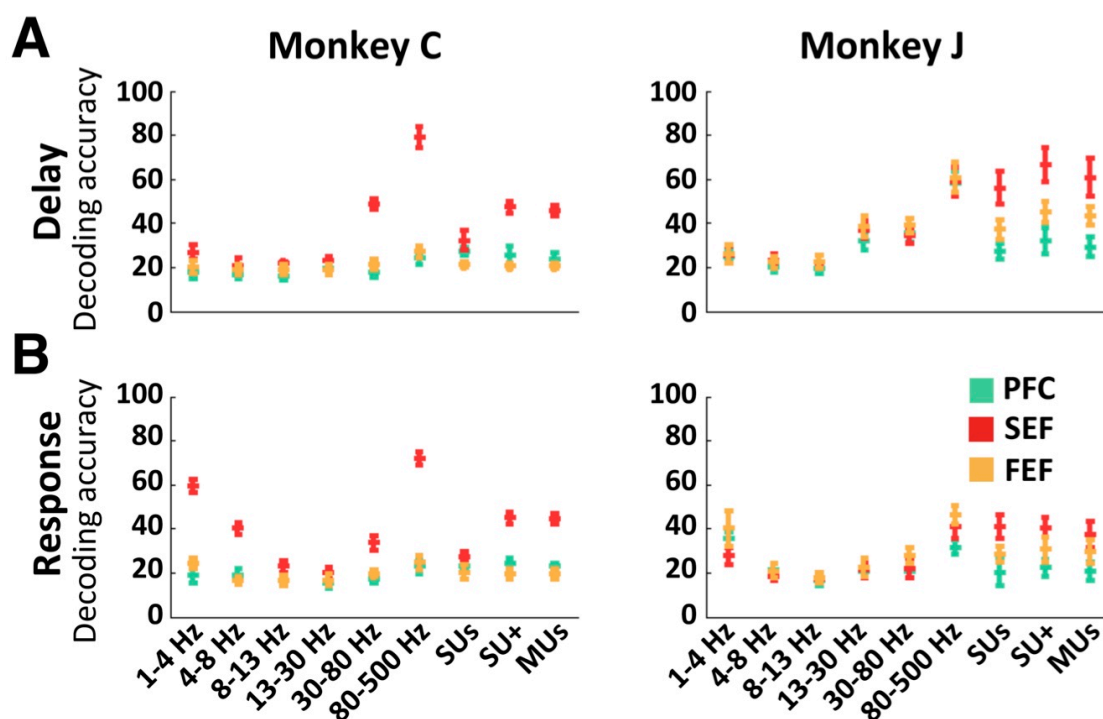 A
Monkey C
Monkey J
Delay
Decoding accuracy
100
80
60
40
20
0
100
80
60
40
20
0
B
Response
Decoding accuracy
100
80
60
40
20
0
100
80
60
40
20
0
PFC
SEF
FEF
1-4 Hz
4-8 Hz
8-13 Hz
13-30 Hz
30-80 Hz
80-500 Hz
SUs
SU+
MUs
1-4 Hz
4-8 Hz
8-13 Hz
13-30 Hz
30-80 Hz
80-500 Hz
SUs
SU+
MUs